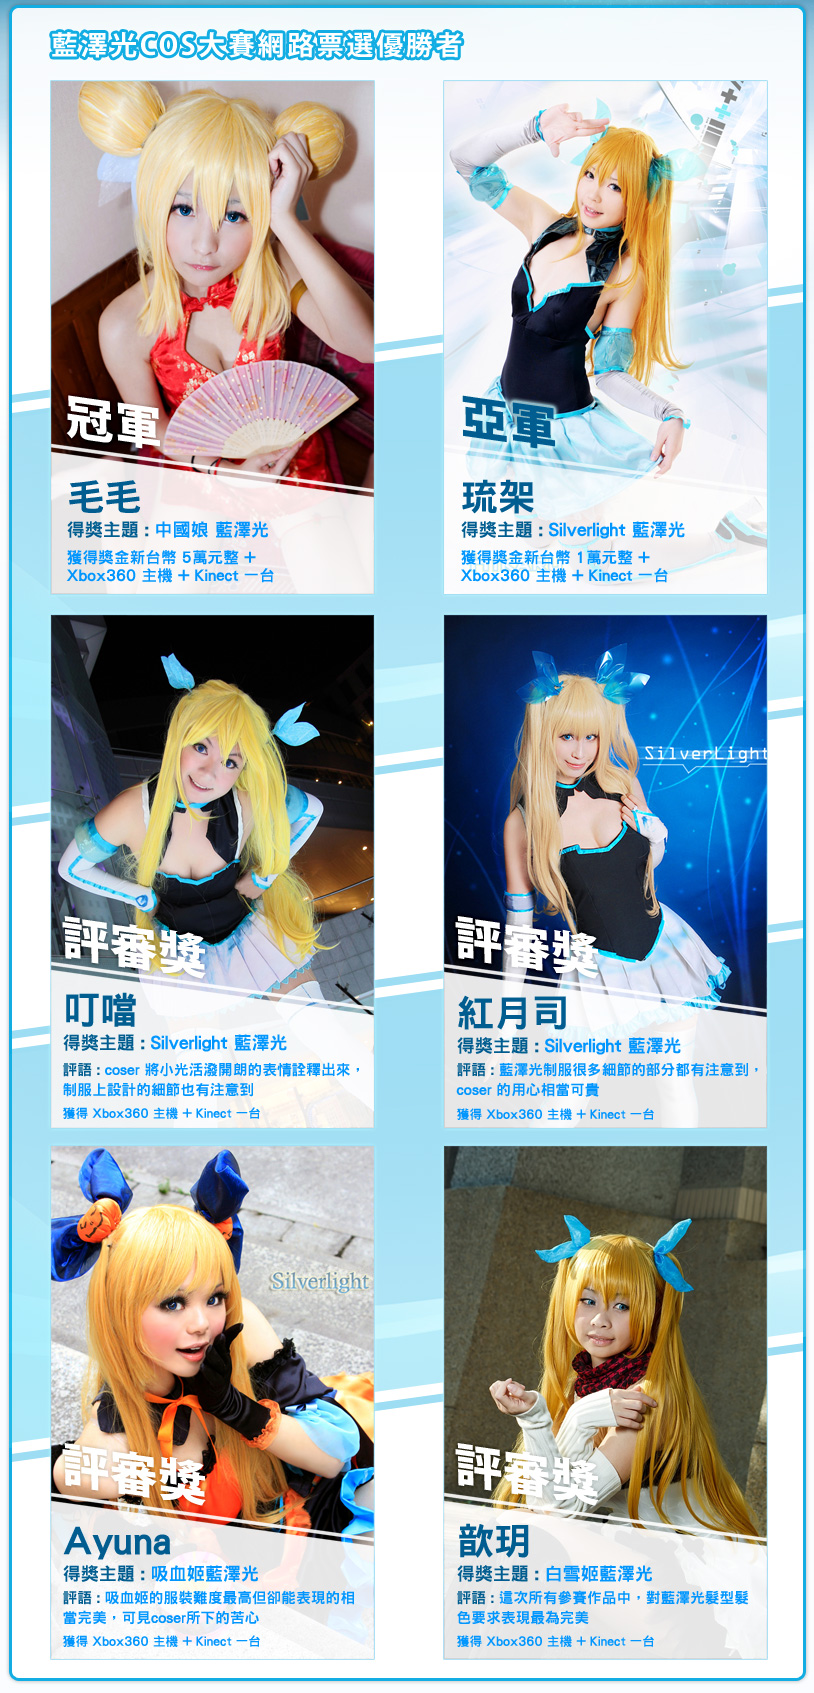 藍澤光COS大賽網路票選優勝者
冠軍
毛毛
得獎主題：中國娘 藍澤光
獲得獎金新台幣 5萬元整 +
Xbox360 主機 + Kinect 一台
亞軍
琉架
得獎主題：Silverlight 藍澤光
獲得獎金新台幣 1萬元整 +
Xbox360 主機 + Kinect 一台
評審獎
叮噹
得獎主題：Silverlight 藍澤光
評語：coser 將小光活潑開朗的表情詮釋出來，
制服上設計的細節也有注意到
獲得 Xbox360 主機 + Kinect 一台
SilverLight
評審獎
紅月司
得獎主題：Silverlight 藍澤光
評語：藍澤光制服很多細節的部分都有注意到，
coser 的用心相當可貴
獲得 Xbox360 主機 + Kinect 一台
Silverlight
評審獎
Ayuna
得獎主題：吸血姬藍澤光
評語：吸血姬的服裝難度最高但卻能表現的相
當完美，可見coser所下的苦心
獲得 Xbox360 主機 + Kinect 一台
評審獎
歆玥
得獎主題：白雪姬藍澤光
評語：這次所有參賽作品中，對藍澤光髮型髮
色要求表現最為完美
獲得 Xbox360 主機 + Kinect 一台